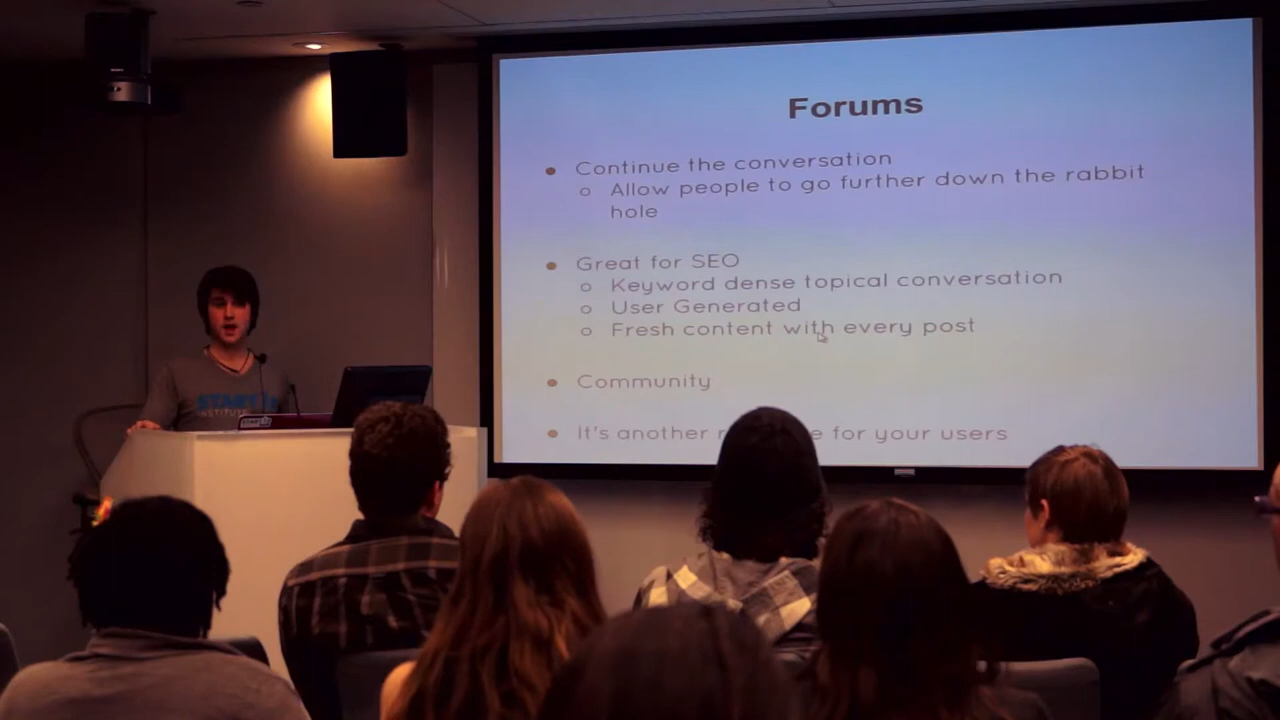 Forums
Continue the conversation
Allow people to go further down the rabbit
hole
Great for SEO
Keyword dense topical conversation
User Generated
Fresh content with every post
Community
It's another for your users
INSTITUTE